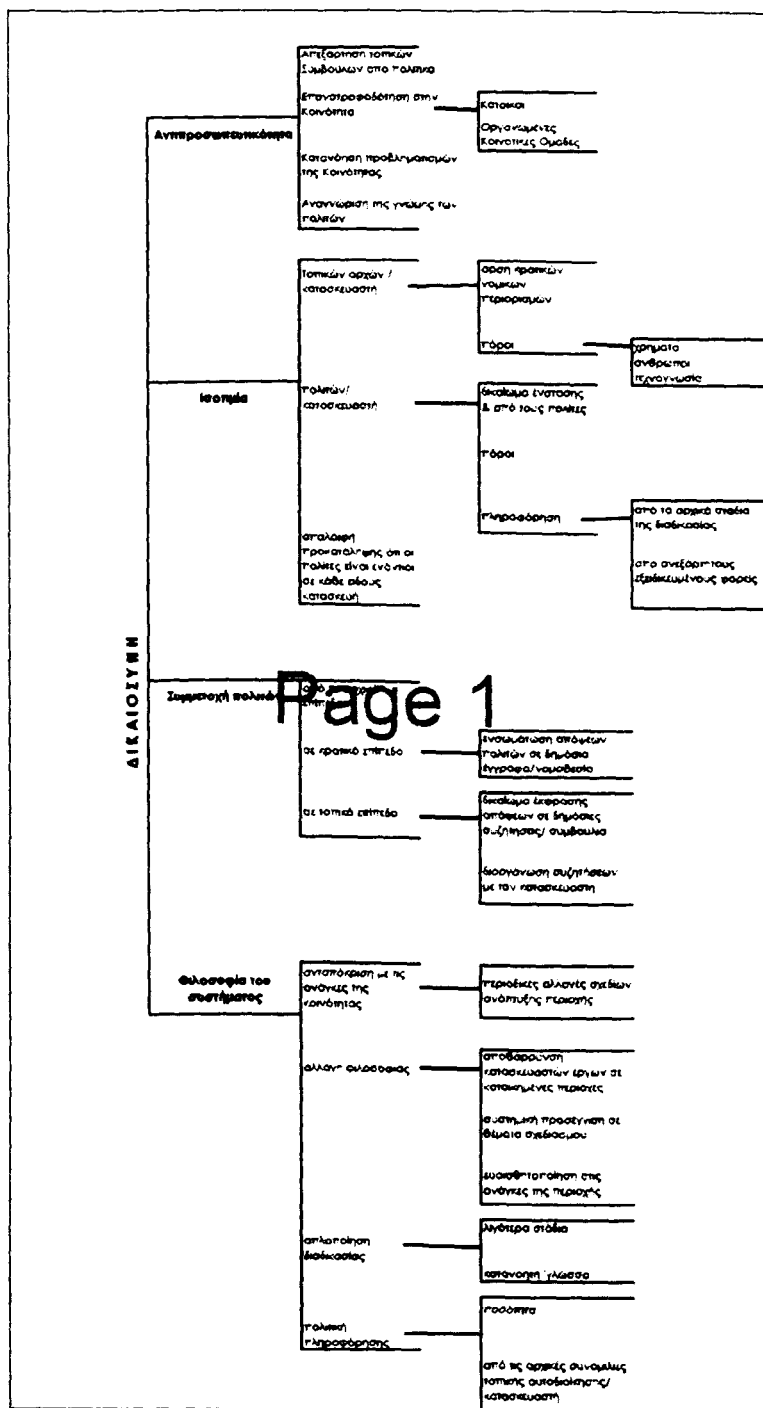 Απεξάρτηση τοπικών
Συμβούλων από πολιτικά
Επανατροφοδότηση στην
Κοινότητα
Κάτοικοι
Οργανωμένες
Κοινοτικές Ομάδες
Αντιπροσωπευτικότητα
Κατανόηση προβληματισμών
της Κοινότητας
Αναγνώριση της γνώμης των
πολιτών
Τοπικών αρχών /
κατασκευαστή
άρση κρατικών
νομικών
περιορισμών
πόροι
χρήματα
άνθρωποι
τεχνογνωσία
Ισοτιμία
πολιτών/
κατασκευαστή
δικαίωμα ένστασης
& από τους πολίτες
πόροι
πληροφόρηση
από τα αρχικά στάδια
της διαδικασίας
από ανεξάρτητους
εξειδικευμένους φορείς
απαλοιφή
προκατάληψης ότι οι
πολίτες είναι ενάντιοι
σε κάθε είδους
κατασκευή
ΔΙΚΑΙΟΣΥΝΗ
Συμμετοχή πολιτών
Page 1
σε κρατικό επίπεδο
ενσωμάτωση απόψεων
πολιτών σε δημόσια
έγγραφα/νομοθεσία
σε τοπικό επίπεδο
δικαίωμα έκφρασης
απόψεων σε δημόσιες
συζητήσεις/ συμβούλια
διοργάνωση συζητήσεων
με τον κατασκευαστή
Φιλοσοφία του
συστήματος
ανταπόκριση με τις
ανάγκες της
κοινότητας
περιοδικές αλλαγές σχεδίων
ανάπτυξης περιοχής
αλλαγή φιλοσοφίας
αποθάρρυνση
κατασκευαστών έργων σε
κατοικημένες περιοχές
συστημική προσέγγιση σε
θέματα σχεδιασμού
ευαισθητοποίηση στις
ανάγκες της περιοχής
απλοποίηση
διαδικασίας
λιγότερα στάδια
κατανοητή γλώσσα
πολιτική
πληροφόρησης
ποσότητα
από τις αρχικές συνομιλίες
τοπικής αυτοδιοίκησης/
κατασκευαστή